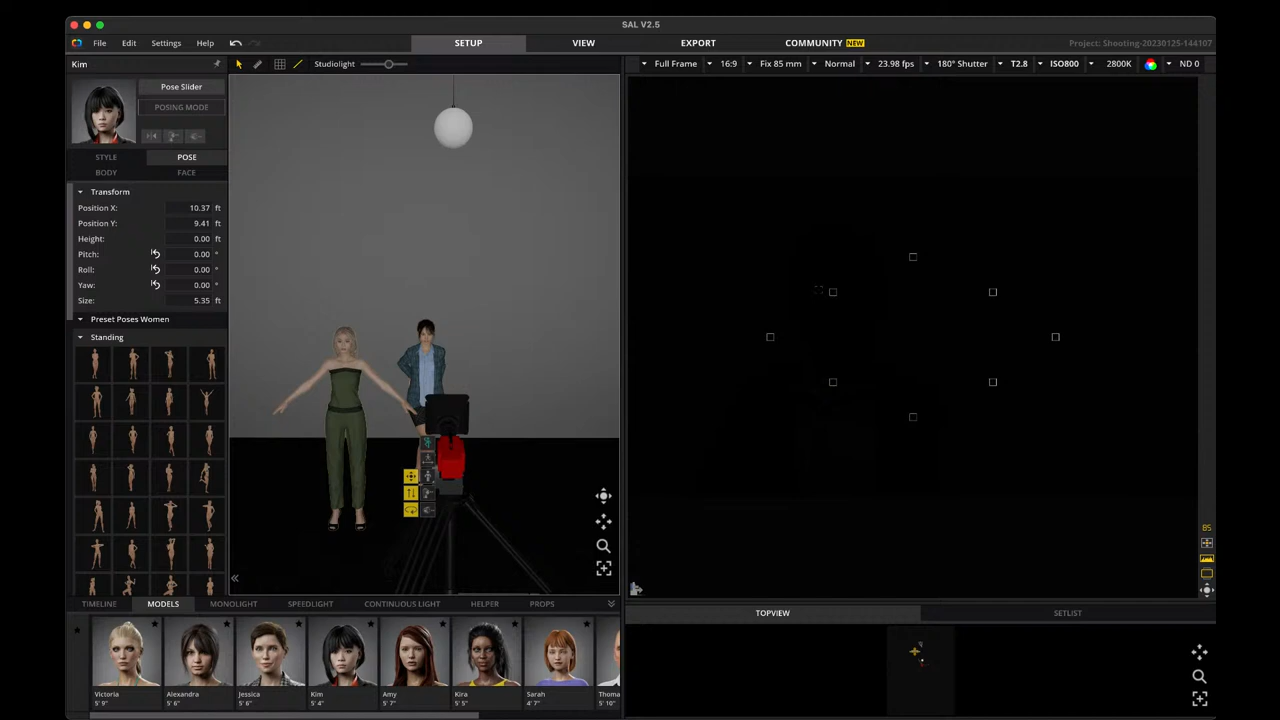 SAL V2.5
File Edit Settings Help
SETUP VIEW EXPORT COMMUNITY NEW
Project: Shooting-20230125-144107
Kim
Studiolight
Full Frame 16:9 Fix 85 mm Normal 23.98 fps 180° Shutter T2.8 ISO800 2800K ND 0
Pose Slider
POSING MODE
STYLE POSE
BODY FACE
Transform
Position X: 10.37 ft
Position Y: 9.41 ft
Height: 0.00 ft
Pitch: 0.00 °
Roll: 0.00 °
Yaw: 0.00 °
Size: 5.35 ft
Preset Poses Women
Standing
85
TIMELINE MODELS MONOLIGHT SPEEDLIGHT CONTINUOUS LIGHT HELPER PROPS
TOPVIEW SETLIST
Victoria Alexandra Jessica Kim Amy Kira Sarah Thoma
5' 9" 5' 6" 5' 6" 5' 4" 5' 7" 5' 5" 4' 7" 5' 10"